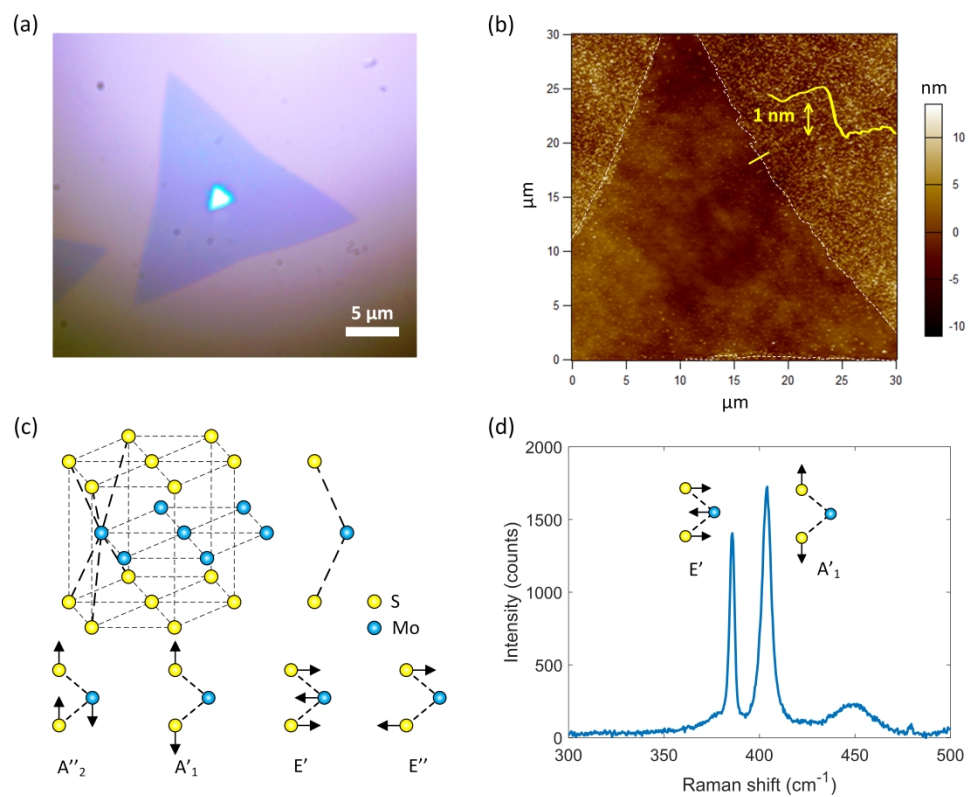 (a)
5 μm
(b)
30
25
20
15
10
5
0
μm
0
5
10
15
20
25
30
μm
1 nm
nm
10
5
0
-5
-10
(c)
S
Mo
A''₂
A'₁
E'
E''
(d)
2000
1500
1000
500
0
Intensity (counts)
300
350
400
450
500
Raman shift (cm⁻¹)
E'
A'₁